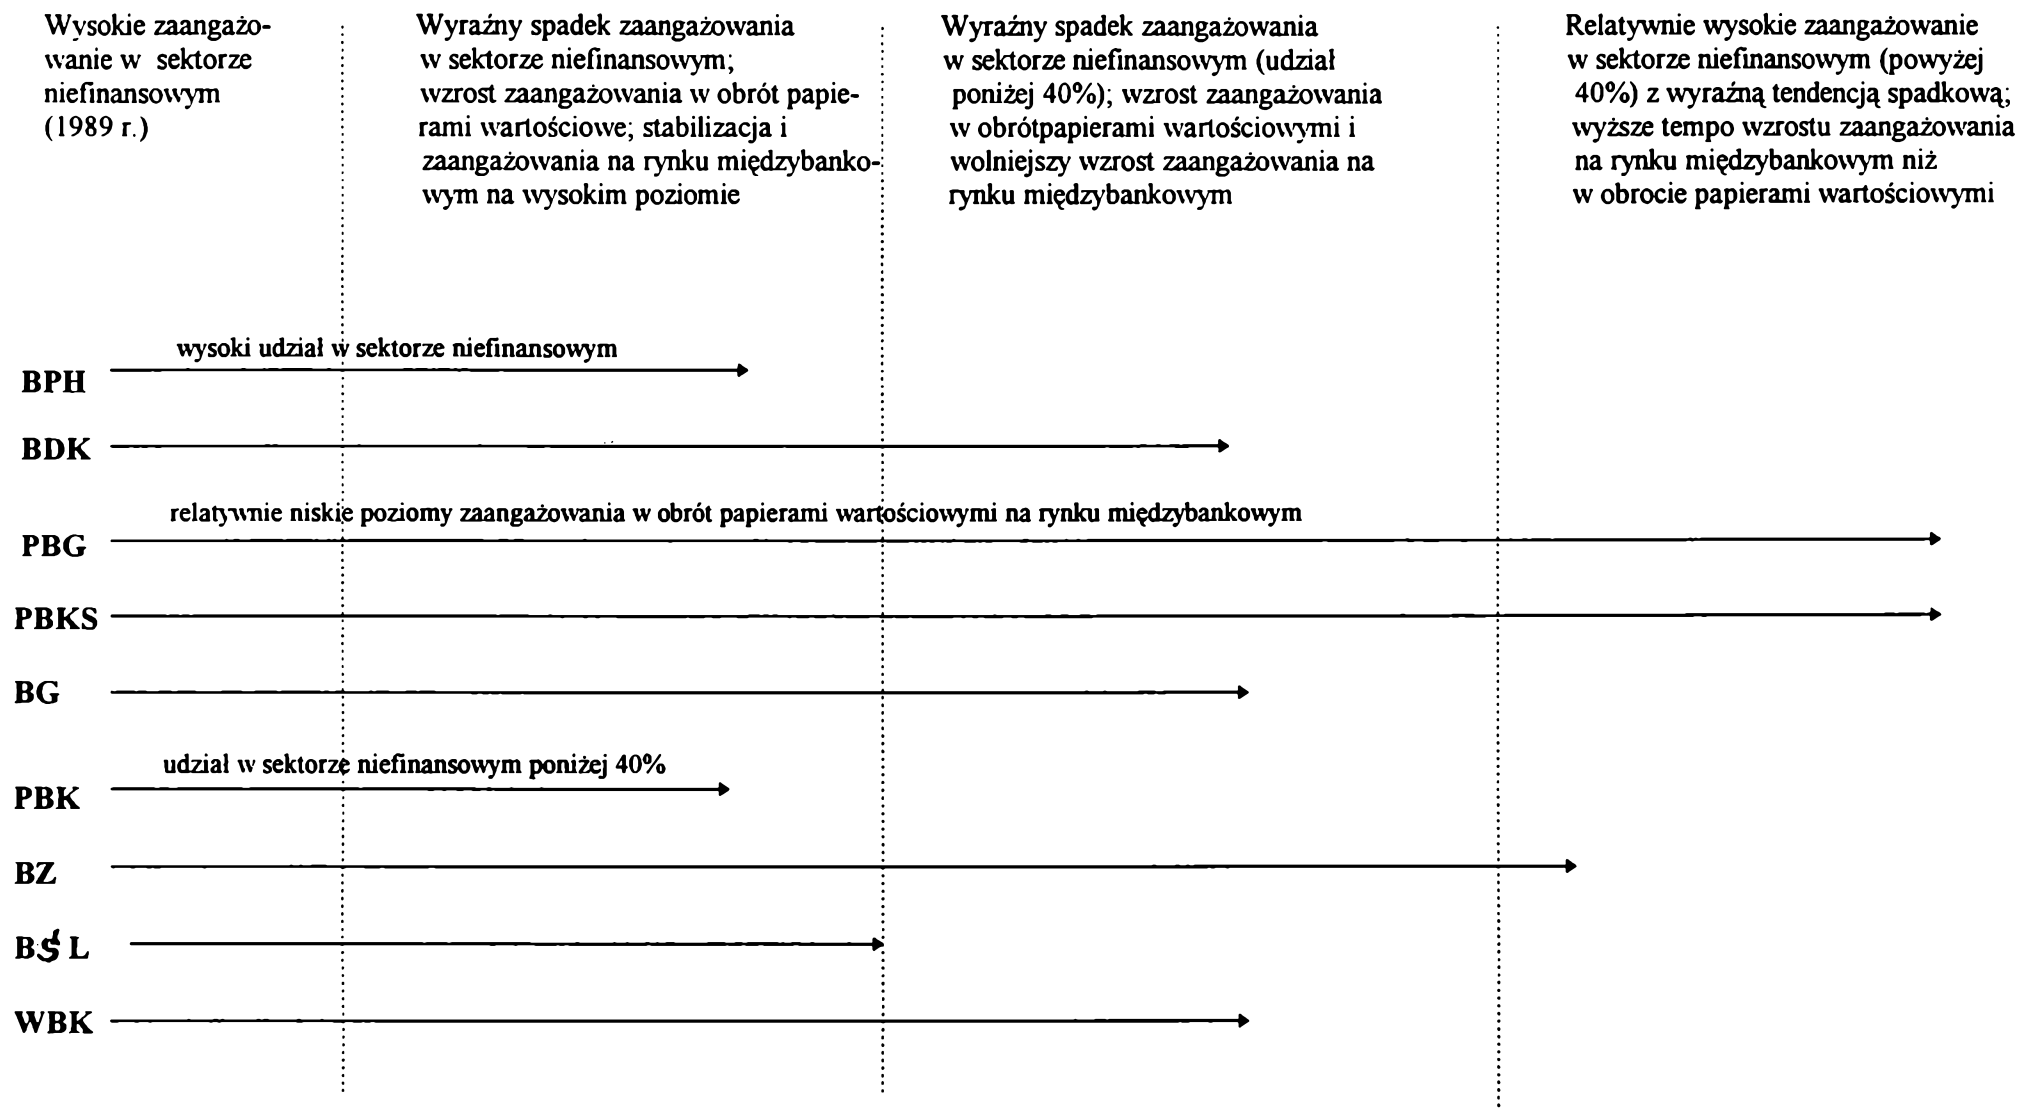 Wysokie zaangażo-
wanie w sektorze
niefinansowym
(1989 r.)
Wyraźny spadek zaangażowania
w sektorze niefinansowym;
wzrost zaangażowania w obrót papie-
rami wartościowe; stabilizacja i
zaangażowania na rynku międzybanko-
wym na wysokim poziomie
Wyraźny spadek zaangażowania
w sektorze niefinansowym (udział
poniżej 40%); wzrost zaangażowania
w obrótpapierami wartościowymi i
wolniejszy wzrost zaangażowania na
rynku międzybankowym
Relatywnie wysokie zaangażowanie
w sektorze niefinansowym (powyżej
40%) z wyraźną tendencją spadkową;
wyższe tempo wzrostu zaangażowania
na rynku międzybankowym niż
w obrocie papierami wartościowymi
wysoki udział w sektorze niefinansowym
BPH
BDK
relatywnie niskie poziomy zaangażowania w obrót papierami wartościowymi na rynku międzybankowym
PBG
PBKS
BG
udział w sektorze niefinansowym poniżej 40%
PBK
BZ
BŚ L
WBK